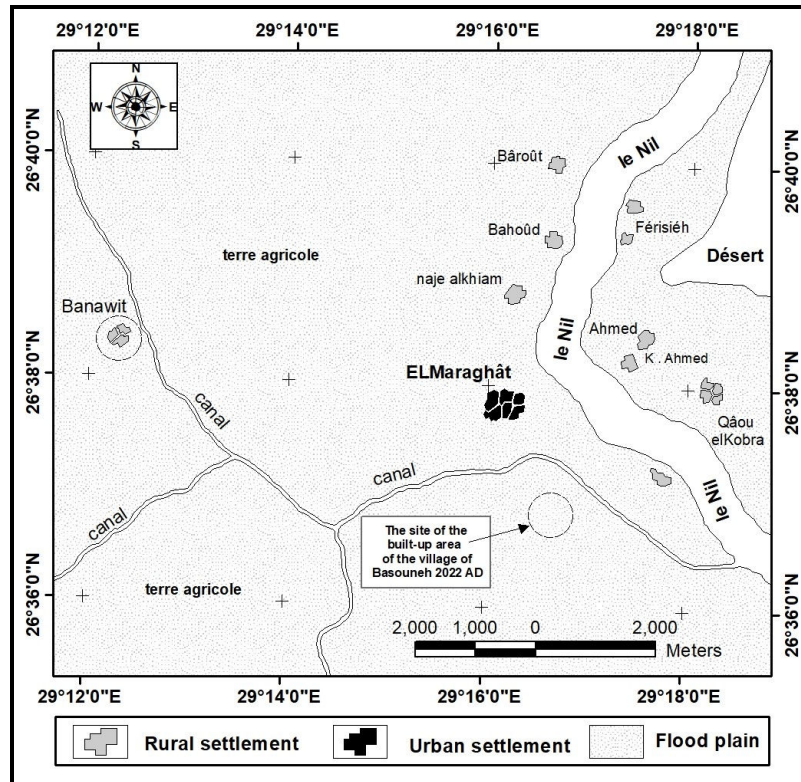 29°12'0"E 29°14'0"E 29°16'0"E 29°18'0"E
N
W E
S
26°40'0"N
26°40'0"N
le Nil
Bâroût
Férisiéh
Bahoûd
terre agricole
Désert
naje alkhiam
Banawit
Ahmed
le Nil
K . Ahmed
ELMaraghât
26°38'0"N
26°38'0"N
canal
Qâou
elKobra
canal
le Nil
canal
The site of the
built-up area
of the village of
Basouneh 2022 AD
terre agricole
26°36'0"N
26°36'0"N
2,000 1,000 0 2,000
Meters
29°12'0"E 29°14'0"E 29°16'0"E 29°18'0"E
Rural settlement Urban settlement Flood plain